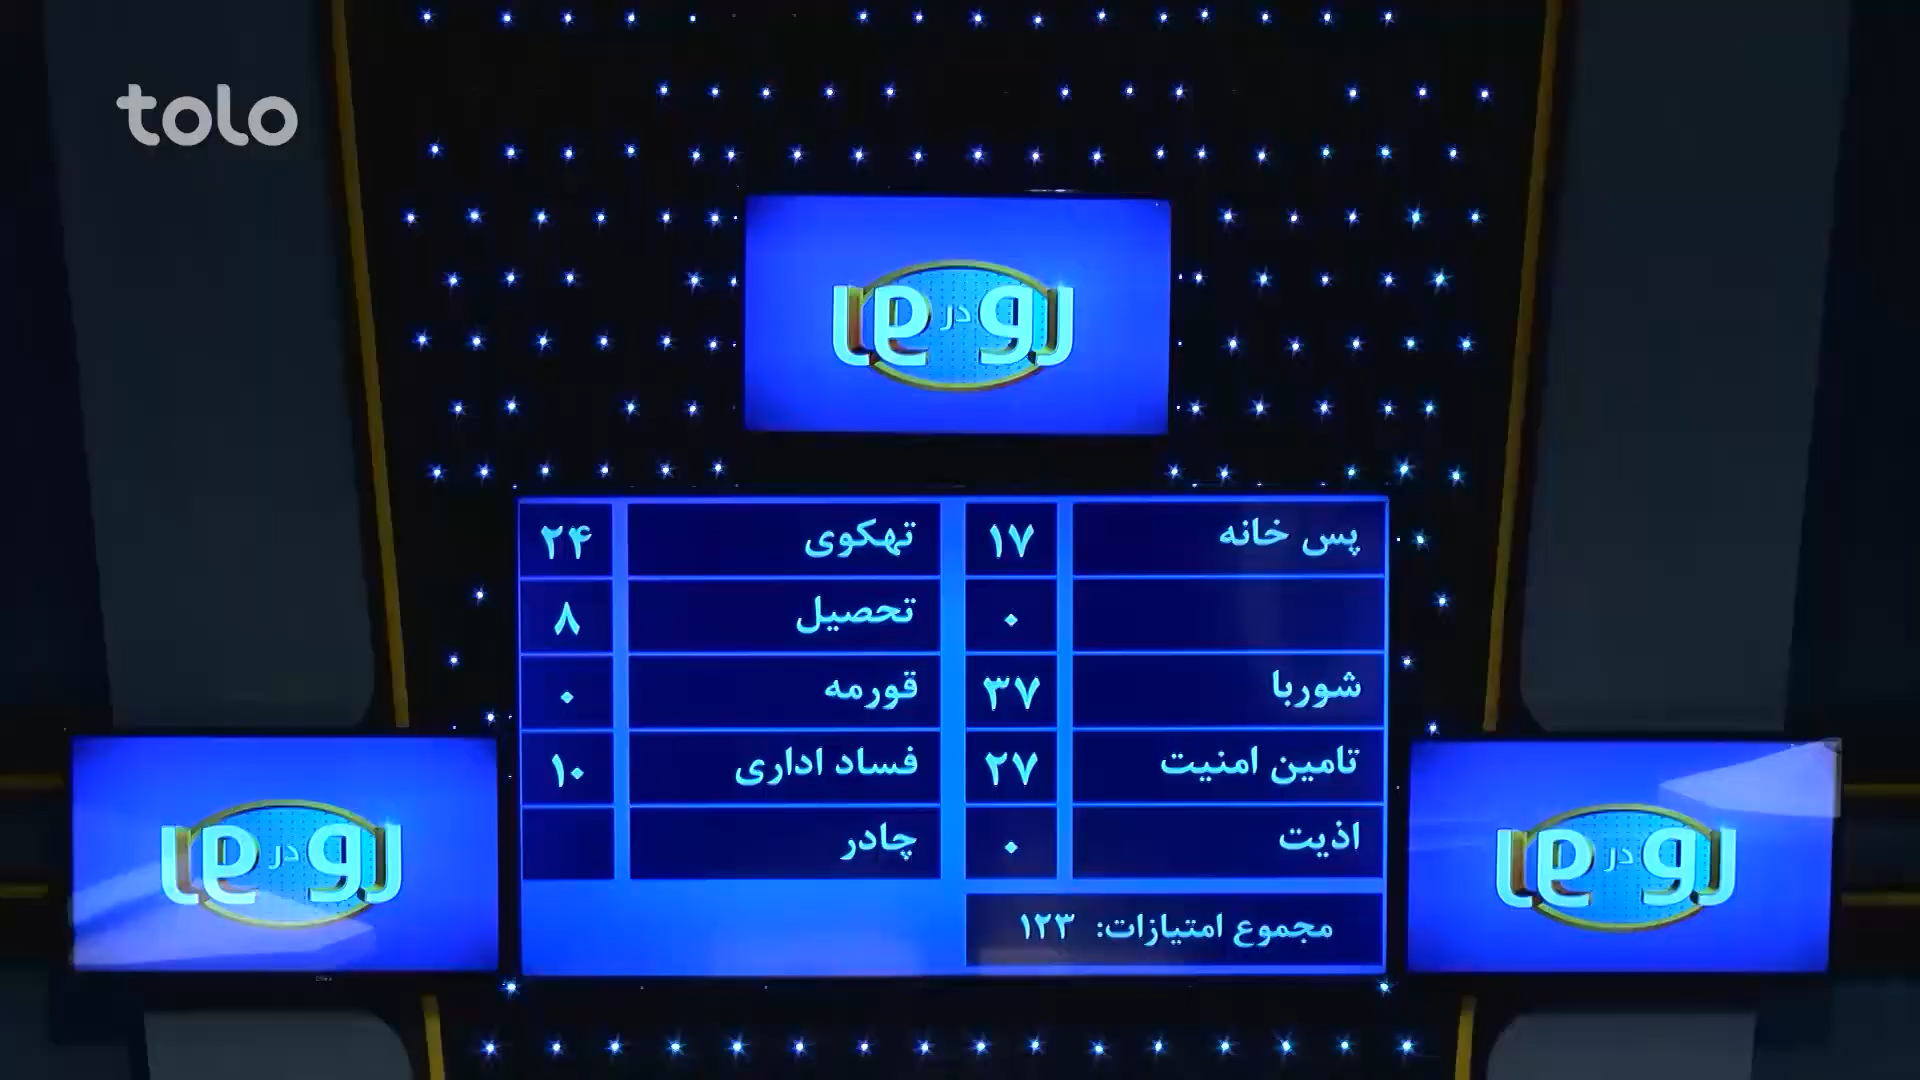 tolo
رو در رو
پس خانه ۱۷ تهکوی ۲۴
۰ تحصیل ۸
شوربا ۳۷ قورمه ۰
تامین امنیت ۲۷ فساد اداری ۱۰
اذیت ۰ چادر
مجموع امتیازات: ۱۲۳
رو در رو
رو در رو